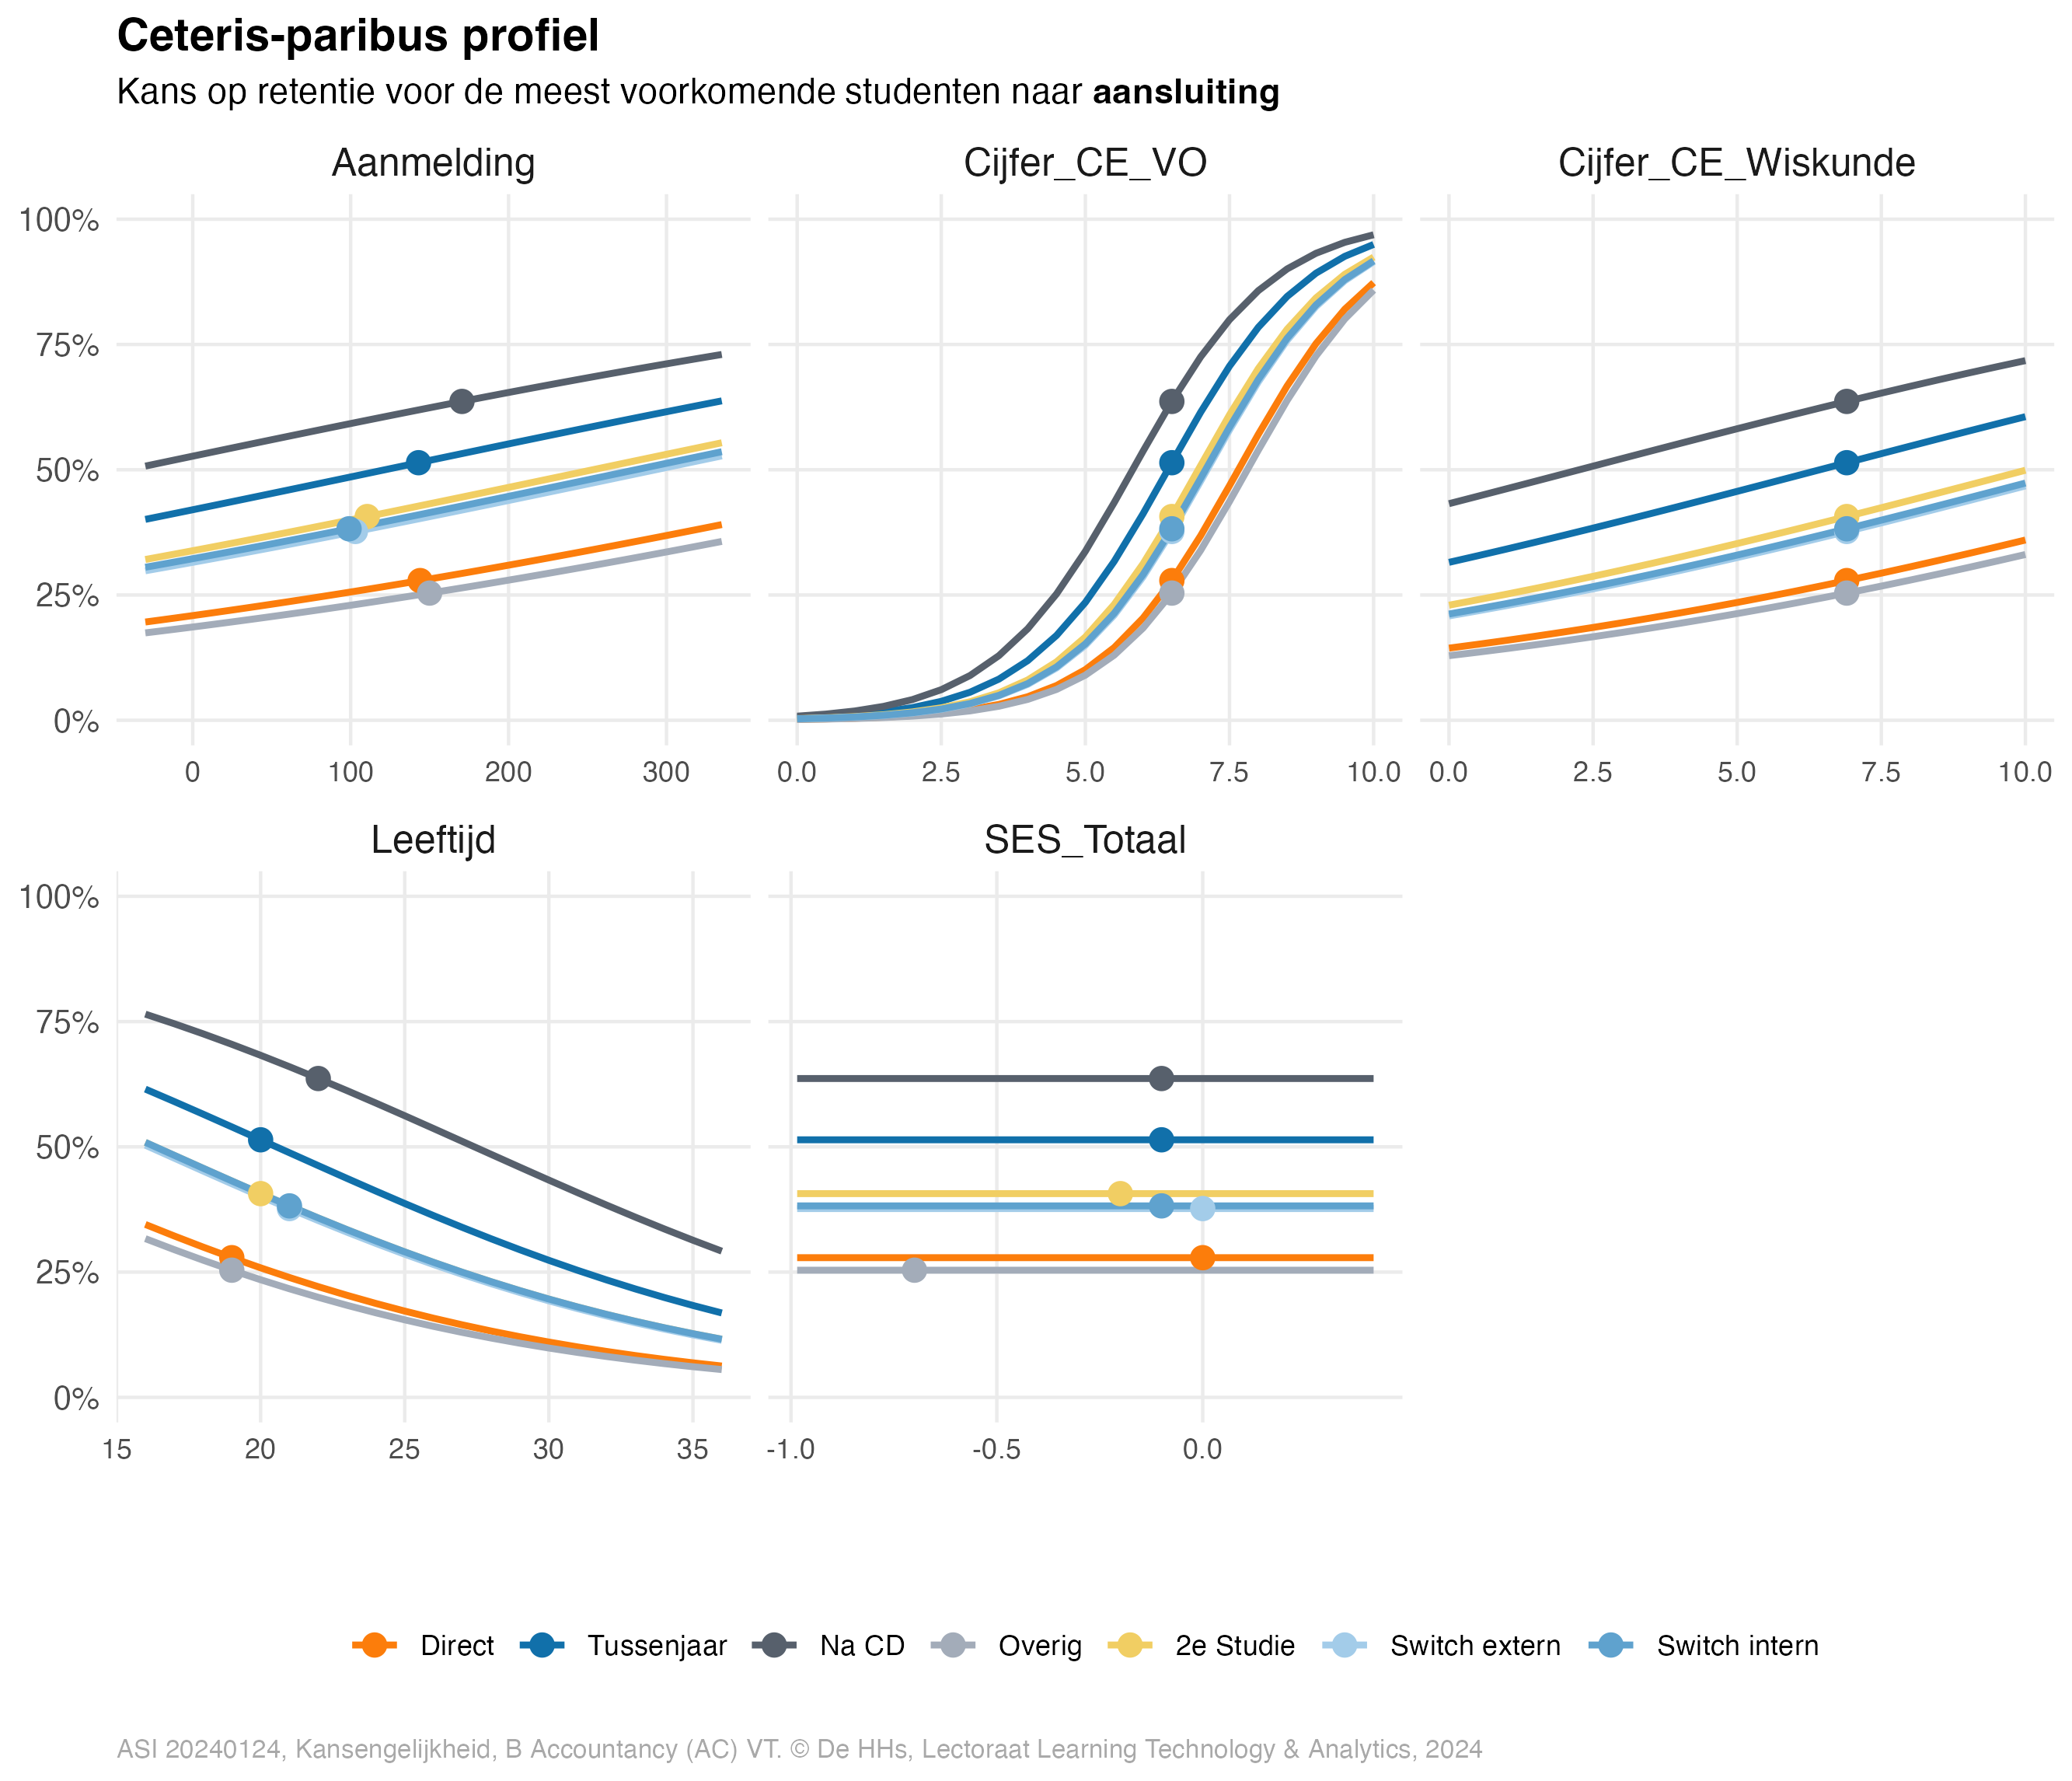 Ceteris-paribus profiel
Kans op retentie voor de meest voorkomende studenten naar aansluiting
Aanmelding Cijfer_CE_VO Cijfer_CE_Wiskunde
100%
75%
50%
25%
0%
0 100 200 300 0.0 2.5 5.0 7.5 10.0 0.0 2.5 5.0 7.5 10.0
Leeftijd SES_Totaal
100%
75%
50%
25%
0%
15 20 25 30 35 -1.0 -0.5 0.0
Direct Tussenjaar Na CD Overig 2e Studie Switch extern Switch intern
ASI 20240124, Kansengelijkheid, B Accountancy (AC) VT. © De HHs, Lectoraat Learning Technology & Analytics, 2024